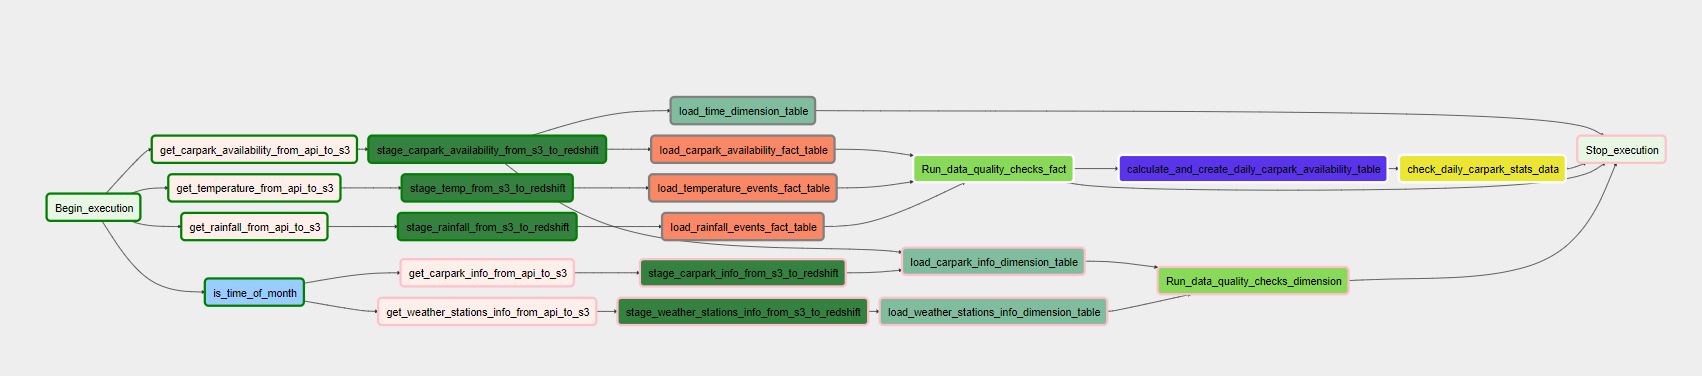 load_time_dimension_table
get_carpark_availability_from_api_to_s3
stage_carpark_availability_from_s3_to_redshift
load_carpark_availability_fact_table
Stop_execution
Run_data_quality_checks_fact
calculate_and_create_daily_carpark_availability_table
check_daily_carpark_stats_data
get_temperature_from_api_to_s3
stage_temp_from_s3_to_redshift
load_temperature_events_fact_table
Begin_execution
get_rainfall_from_api_to_s3
stage_rainfall_from_s3_to_redshift
load_rainfall_events_fact_table
load_carpark_info_dimension_table
get_carpark_info_from_api_to_s3
stage_carpark_info_from_s3_to_redshift
Run_data_quality_checks_dimension
is_time_of_month
get_weather_stations_info_from_api_to_s3
stage_weather_stations_info_from_s3_to_redshift
load_weather_stations_info_dimension_table